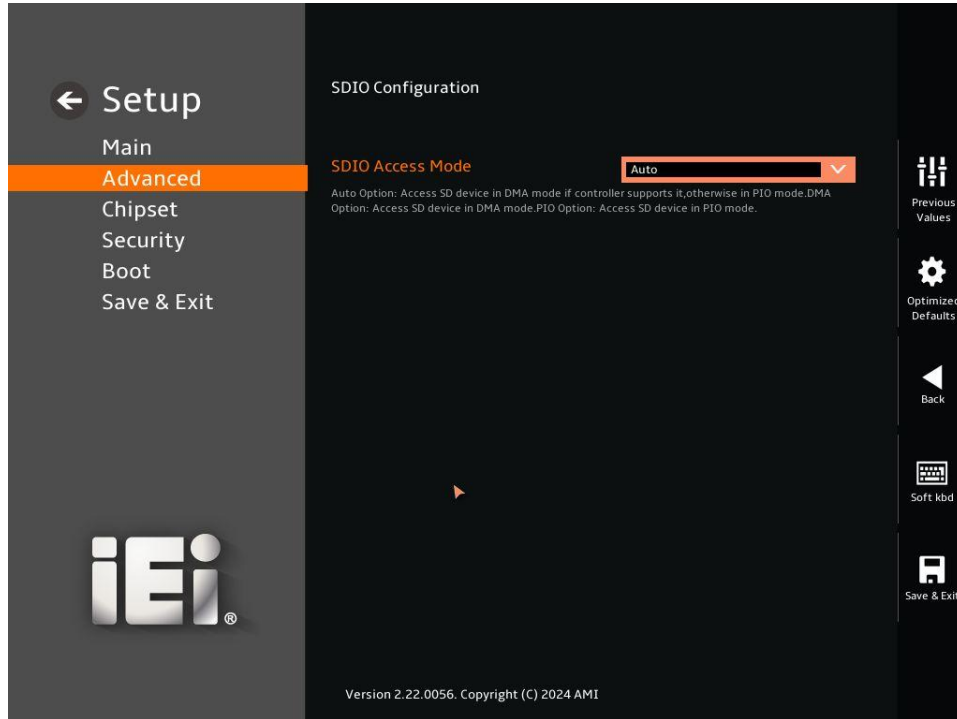 Setup
Main
Advanced
Chipset
Security
Boot
Save & Exit
iEi®
SDIO Configuration
SDIO Access Mode
Auto
Auto Option: Access SD device in DMA mode if controller supports it,otherwise in PIO mode.DMA
Option: Access SD device in DMA mode.PIO Option: Access SD device in PIO mode.
Version 2.22.0056. Copyright (C) 2024 AMI
Previous
Values
Optimized
Defaults
Back
Soft kbd
Save & Exit